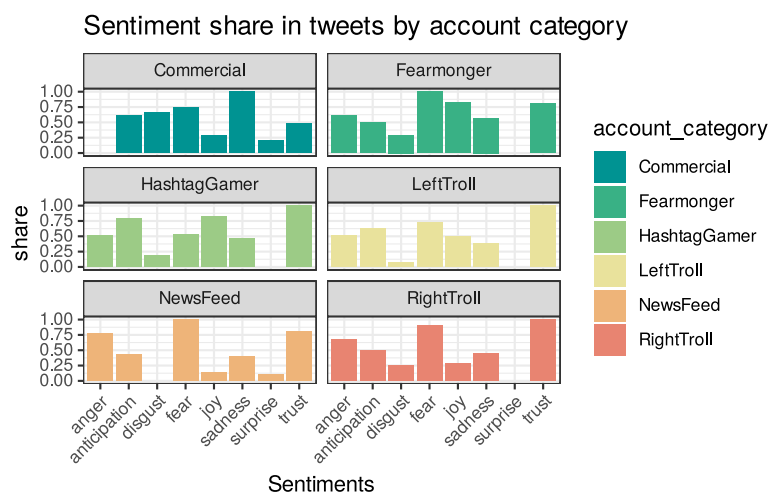 Sentiment share in tweets by account category
Commercial
Fearmonger
1.00
0.75
0.50
0.25
0.00
HashtagGamer
LeftTroll
1.00
0.75
0.50
0.25
0.00
NewsFeed
RightTroll
1.00
0.75
0.50
0.25
0.00
share
anger
anticipation
disgust
fear
joy
sadness
surprise
trust
anger
anticipation
disgust
fear
joy
sadness
surprise
trust
Sentiments
account_category
Commercial
Fearmonger
HashtagGamer
LeftTroll
NewsFeed
RightTroll